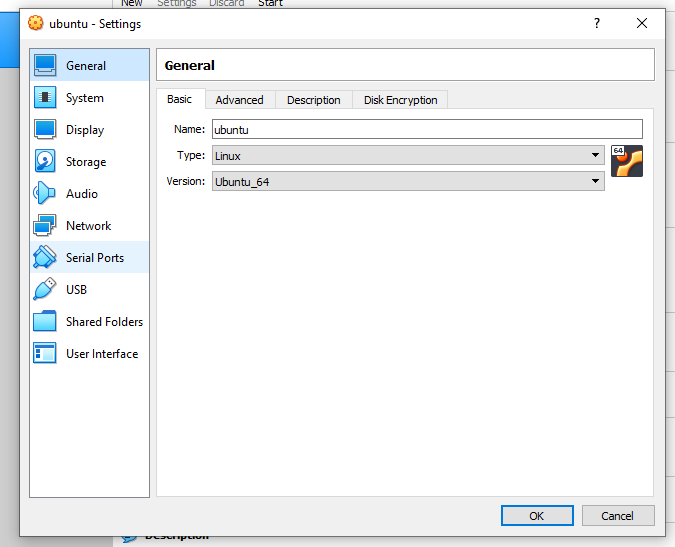 New Settings Discard Start
ubuntu - Settings ?
General
System
Display
Storage
Audio
Network
Serial Ports
USB
Shared Folders
User Interface
General
Basic Advanced Description Disk Encryption
Name: ubuntu
Type: Linux
64
Version: Ubuntu_64
OK Cancel
Description